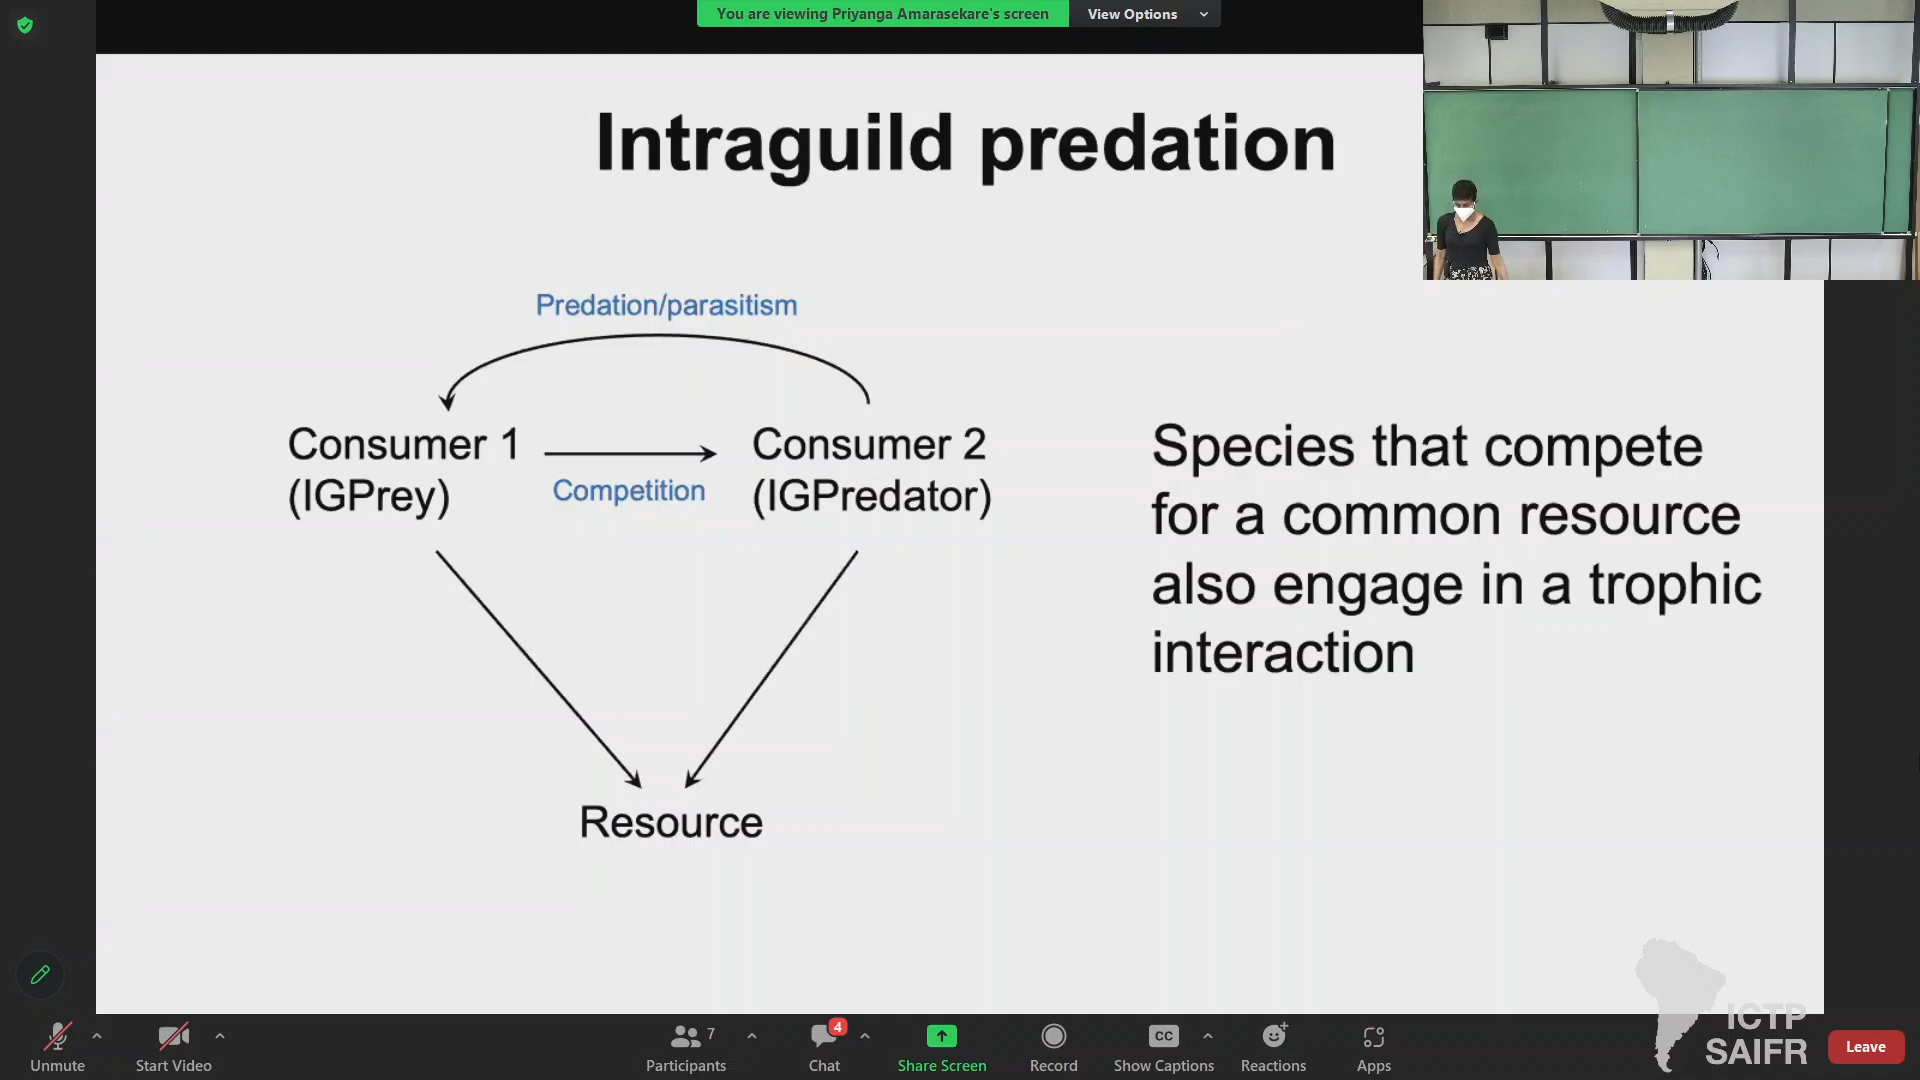 You are viewing Priyanga Amarasekare's screen
View Options
Intraguild predation
Predation/parasitism
Consumer 1
(IGPrey)
Competition
Consumer 2
(IGPredator)
Resource
Species that compete
for a common resource
also engage in a trophic
interaction
ICTP
SAIFR
Unmute
Start Video
7
Participants
4
Chat
Share Screen
Record
CC
Show Captions
Reactions
Apps
Leave